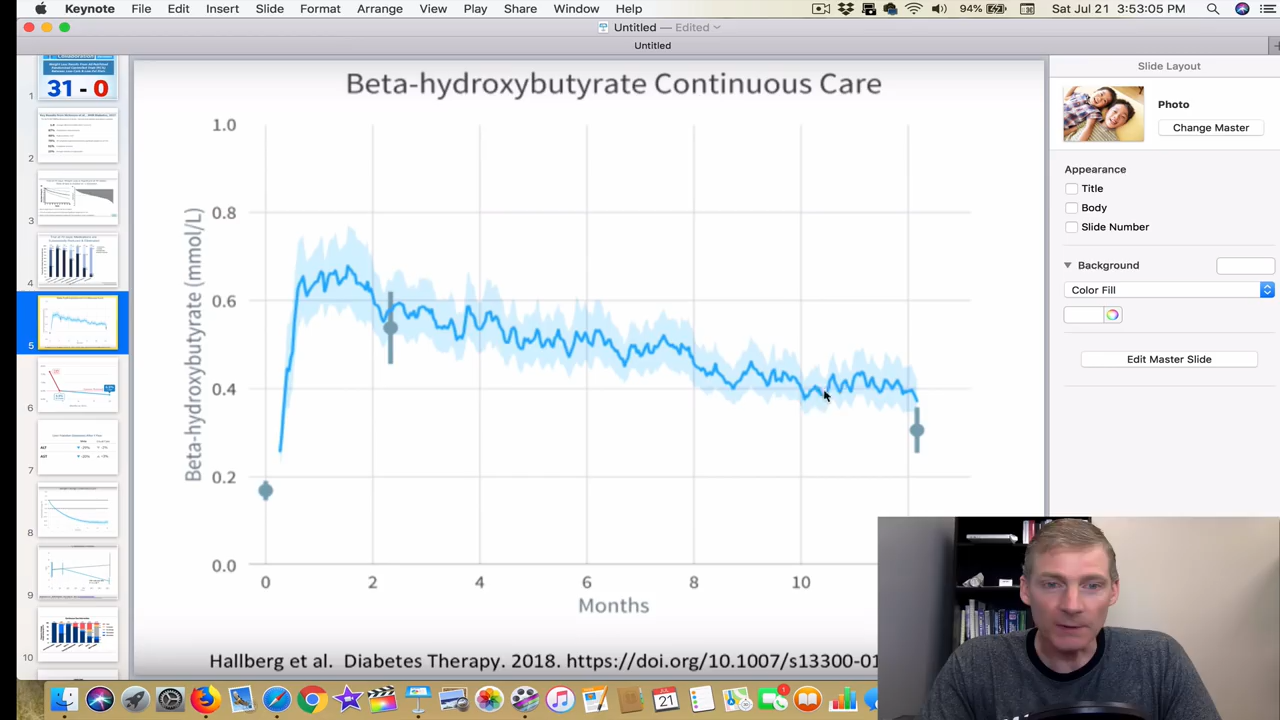 Keynote File Edit Insert Slide Format Arrange View Play Share Window Help 94% Sat Jul 21 3:53:05 PM
Untitled — Edited
Untitled
31 - 0
1
2
3
4
5
6
7
8
9
10
Beta-hydroxybutyrate Continuous Care
Beta-hydroxybutyrate (mmol/L)
1.0
0.8
0.6
0.4
0.2
0.0
0 2 4 6 8 10
Months
Hallberg et al. Diabetes Therapy. 2018. https://doi.org/10.1007/s13300-01
Slide Layout
Photo
Change Master
Appearance
Title
Body
Slide Number
Background
Color Fill
Edit Master Slide
JUL
21
1